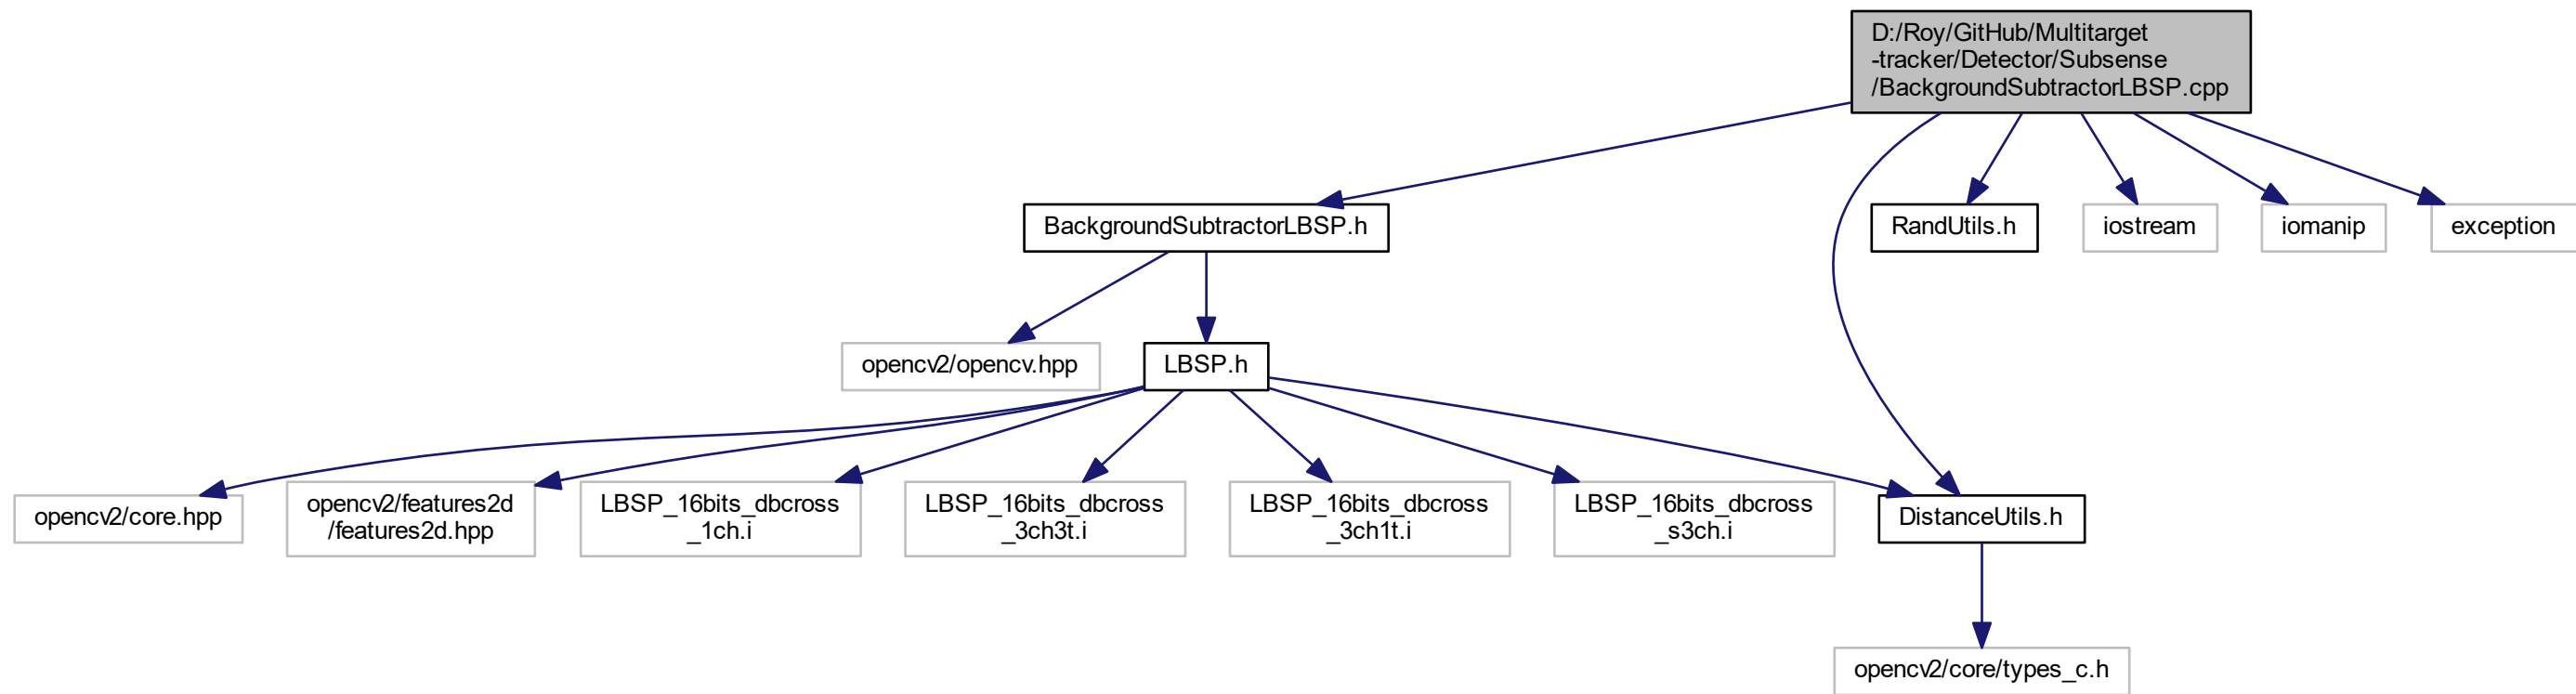 D:/Roy/GitHub/Multitarget
-tracker/Detector/Subsense
/BackgroundSubtractorLBSP.cpp
BackgroundSubtractorLBSP.h
RandUtils.h
iostream
iomanip
exception
opencv2/opencv.hpp
LBSP.h
opencv2/core.hpp
opencv2/features2d
/features2d.hpp
LBSP_16bits_dbcross
_1ch.i
LBSP_16bits_dbcross
_3ch3t.i
LBSP_16bits_dbcross
_3ch1t.i
LBSP_16bits_dbcross
_s3ch.i
DistanceUtils.h
opencv2/core/types_c.h